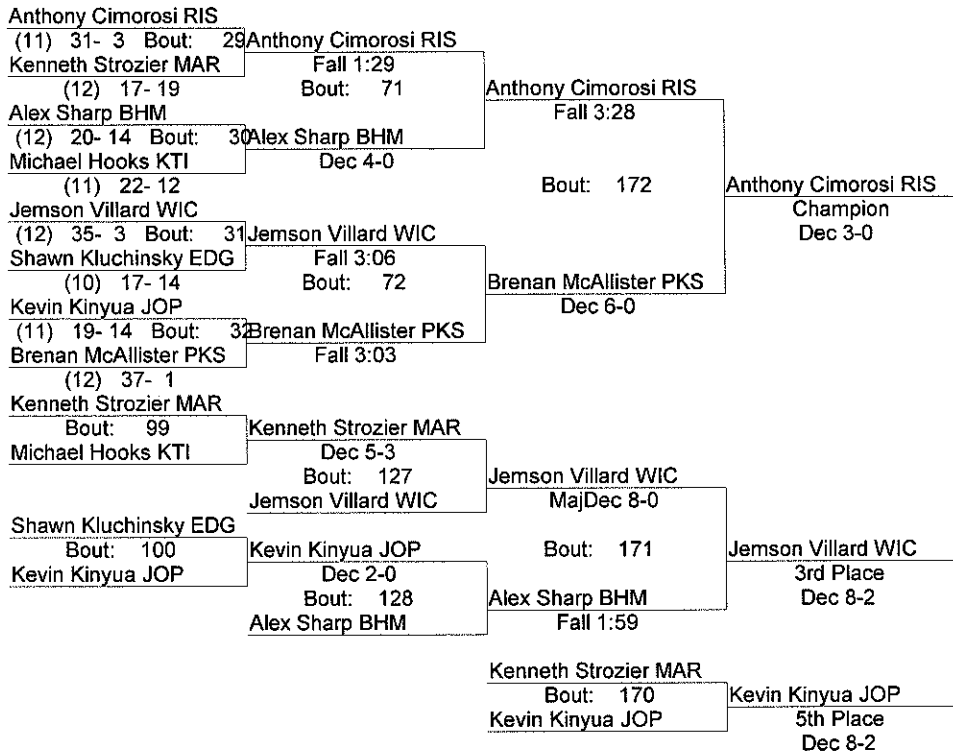 Anthony Cimorosi RIS
(11) 31- 3 Bout: 29
Kenneth Strozier MAR
(12) 17- 19
Alex Sharp BHM
(12) 20- 14 Bout: 30
Michael Hooks KTI
(11) 22- 12
Jemson Villard WIC
(12) 35- 3 Bout: 31
Shawn Kluchinsky EDG
(10) 17- 14
Kevin Kinyua JOP
(11) 19- 14 Bout: 32
Brenan McAllister PKS
(12) 37- 1
Anthony Cimorosi RIS
Fall 1:29
Bout: 71
Alex Sharp BHM
Dec 4-0
Jemson Villard WIC
Fall 3:06
Bout: 72
Brenan McAllister PKS
Fall 3:03
Anthony Cimorosi RIS
Fall 3:28
Bout: 172
Brenan McAllister PKS
Dec 6-0
Anthony Cimorosi RIS
Champion
Dec 3-0
Kenneth Strozier MAR
Bout: 99
Michael Hooks KTI
Shawn Kluchinsky EDG
Bout: 100
Kevin Kinyua JOP
Kenneth Strozier MAR
Dec 5-3
Bout: 127
Jemson Villard WIC
Kevin Kinyua JOP
Dec 2-0
Bout: 128
Alex Sharp BHM
Jemson Villard WIC
MajDec 8-0
Bout: 171
Alex Sharp BHM
Fall 1:59
Jemson Villard WIC
3rd Place
Dec 8-2
Kenneth Strozier MAR
Bout: 170
Kevin Kinyua JOP
Kevin Kinyua JOP
5th Place
Dec 8-2